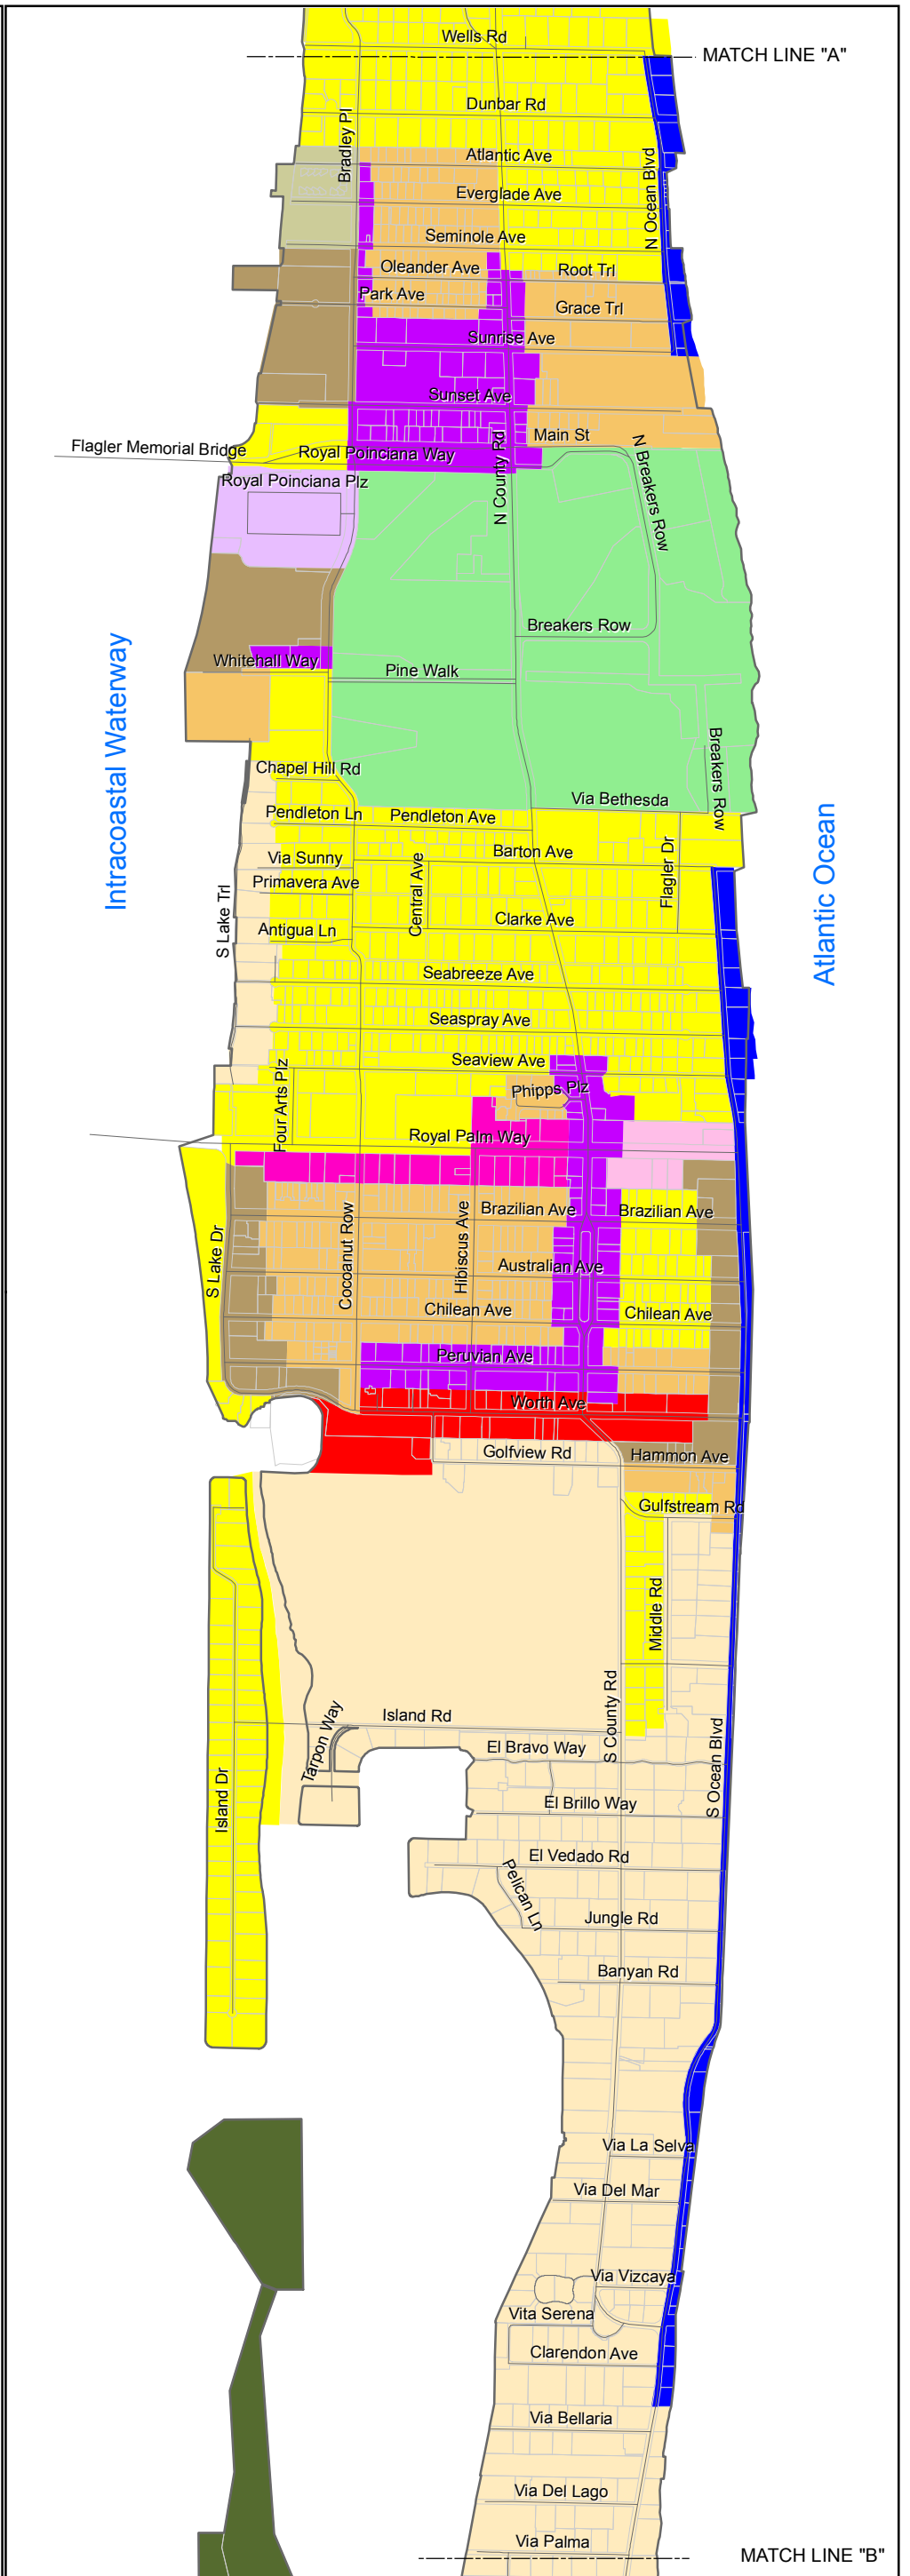 Wells Rd
MATCH LINE "A"
Dunbar Rd
Bradley Pl
Atlantic Ave
N Ocean Blvd
Everglade Ave
Seminole Ave
Oleander Ave
Root Trl
Park Ave
Grace Trl
Sunrise Ave
Sunset Ave
Main St
Flagler Memorial Bridge
Royal Poinciana Way
N County Rd
N Breakers Row
Royal Poinciana Plz
Breakers Row
Intracoastal Waterway
Whitehall Way
Pine Walk
Breakers Row
Chapel Hill Rd
Via Bethesda
Pendleton Ln
Pendleton Ave
Atlantic Ocean
Barton Ave
Via Sunny
Central Ave
Flagler Dr
Primavera Ave
S Lake Trl
Clarke Ave
Antigua Ln
Seabreeze Ave
Seaspray Ave
Seaview Ave
Four Arts Plz
Phipps Plz
Royal Palm Way
Brazilian Ave
Brazilian Ave
S Lake Dr
Cocoanut Row
Hibiscus Ave
Australian Ave
Chilean Ave
Chilean Ave
Peruvian Ave
Worth Ave
Golfview Rd
Hammon Ave
Gulfstream Rd
Middle Rd
Island Rd
Tarpon Way
S County Rd
El Bravo Way
S Ocean Blvd
Island Dr
El Brillo Way
El Vedado Rd
Pelican Ln
Jungle Rd
Banyan Rd
Via La Selva
Via Del Mar
Via Vizcaya
Vita Serena
Clarendon Ave
Via Bellaria
Via Del Lago
Via Palma
MATCH LINE "B"